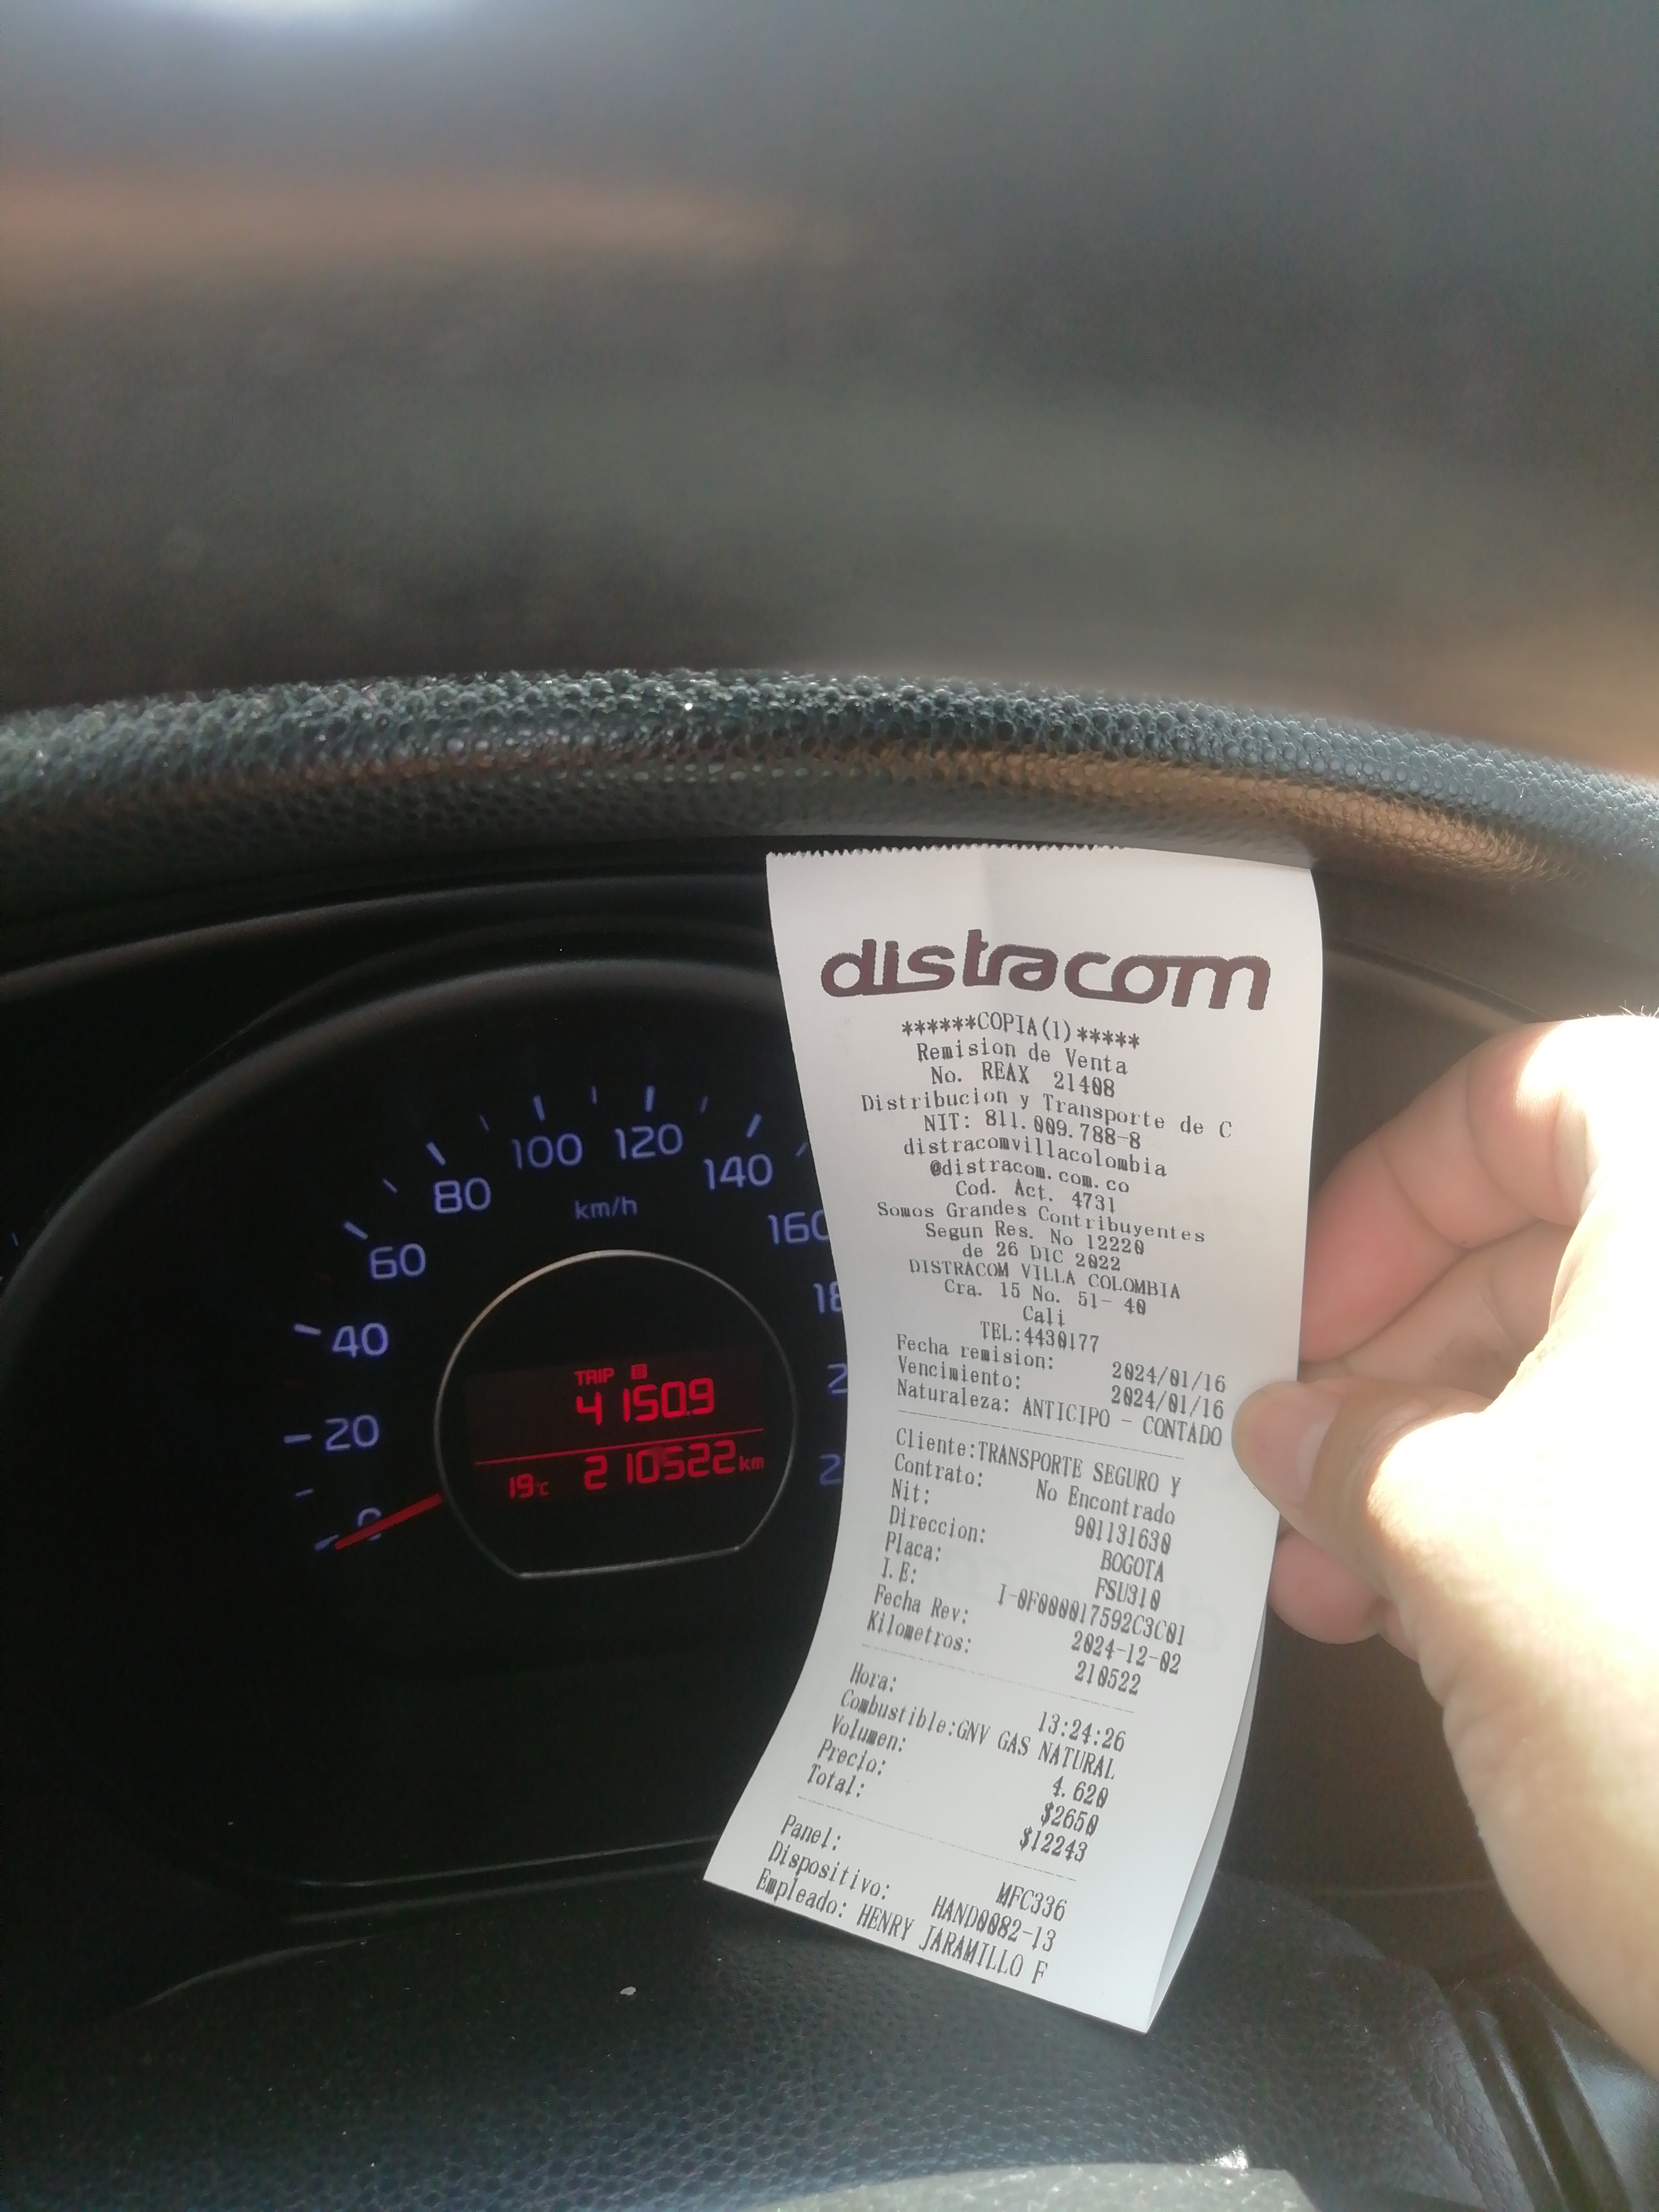 distracom
******COPIA(1)*****
Remision de Venta
No. REAX 21408
Distribucion y Transporte de C
NIT: 811.009.788-8
distracomvillacolombia
@distracom.com.co
Cod. Act. 4731
Somos Grandes Contribuyentes
Segun Res. No 12220
de 26 DIC 2022
DISTRACOM VILLA COLOMBIA
Cra. 15 No. 51- 40
Cali
TEL:4430177
Fecha remision: 2024/01/16
Vencimiento: 2024/01/16
Naturaleza: ANTICIPO - CONTADO
Cliente:TRANSPORTE SEGURO Y
Contrato: No Encontrado
Nit: 901131630
Direccion: BOGOTA
Placa: FSU310
I.E: I-0F000017592C3C01
Fecha Rev: 2024-12-02
Kilometros: 210522
Hora: 13:24:26
Combustible:GNV GAS NATURAL
Volumen: 4.620
Precio: $2650
Total: $12243
Panel: MFC336
Dispositivo: HAND0082-13
Empleado: HENRY JARAMILLO F
0
20
40
60
80
100
120
140
160
km/h
TRIP B
4150.9
19°C 210522 km